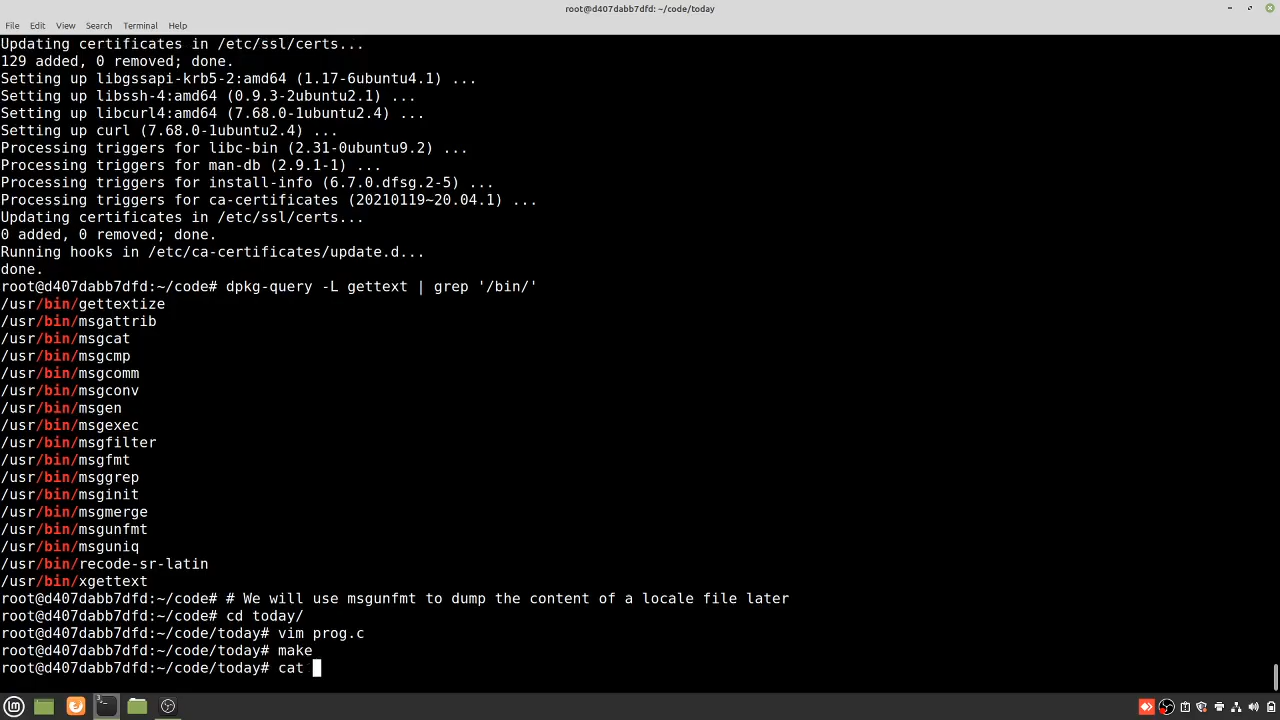 root@d407dabb7dfd: ~/code/today
File Edit View Search Terminal Help
Updating certificates in /etc/ssl/certs...
129 added, 0 removed; done.
Setting up libgssapi-krb5-2:amd64 (1.17-6ubuntu4.1) ...
Setting up libssh-4:amd64 (0.9.3-2ubuntu2.1) ...
Setting up libcurl4:amd64 (7.68.0-1ubuntu2.4) ...
Setting up curl (7.68.0-1ubuntu2.4) ...
Processing triggers for libc-bin (2.31-0ubuntu9.2) ...
Processing triggers for man-db (2.9.1-1) ...
Processing triggers for install-info (6.7.0.dfsg.2-5) ...
Processing triggers for ca-certificates (20210119~20.04.1) ...
Updating certificates in /etc/ssl/certs...
0 added, 0 removed; done.
Running hooks in /etc/ca-certificates/update.d...
done.
root@d407dabb7dfd:~/code# dpkg-query -L gettext | grep '/bin/'
/usr/bin/gettextize
/usr/bin/msgattrib
/usr/bin/msgcat
/usr/bin/msgcmp
/usr/bin/msgcomm
/usr/bin/msgconv
/usr/bin/msgen
/usr/bin/msgexec
/usr/bin/msgfilter
/usr/bin/msgfmt
/usr/bin/msggrep
/usr/bin/msginit
/usr/bin/msgmerge
/usr/bin/msgunfmt
/usr/bin/msguniq
/usr/bin/recode-sr-latin
/usr/bin/xgettext
root@d407dabb7dfd:~/code# # We will use msgunfmt to dump the content of a locale file later
root@d407dabb7dfd:~/code# cd today/
root@d407dabb7dfd:~/code/today# vim prog.c
root@d407dabb7dfd:~/code/today# make
root@d407dabb7dfd:~/code/today# cat